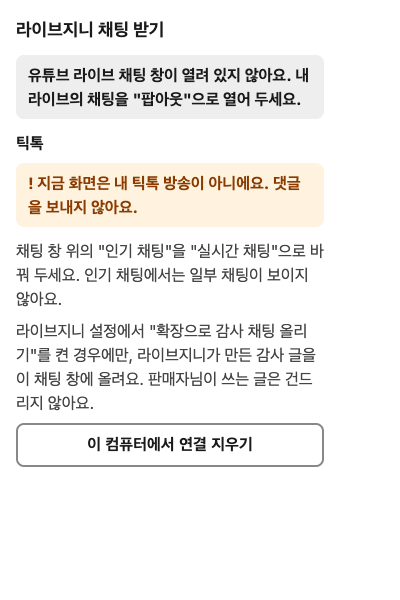 라이브지니 채팅 받기
유튜브 라이브 채팅 창이 열려 있지 않아요. 내
라이브의 채팅을 "팝아웃"으로 열어 두세요.
틱톡
! 지금 화면은 내 틱톡 방송이 아니에요. 댓글
을 보내지 않아요.
채팅 창 위의 "인기 채팅"을 "실시간 채팅"으로 바
꿔 두세요. 인기 채팅에서는 일부 채팅이 보이지
않아요.
라이브지니 설정에서 "확장으로 감사 채팅 올리
기"를 켠 경우에만, 라이브지니가 만든 감사 글을
이 채팅 창에 올려요. 판매자님이 쓰는 글은 건드
리지 않아요.
이 컴퓨터에서 연결 지우기